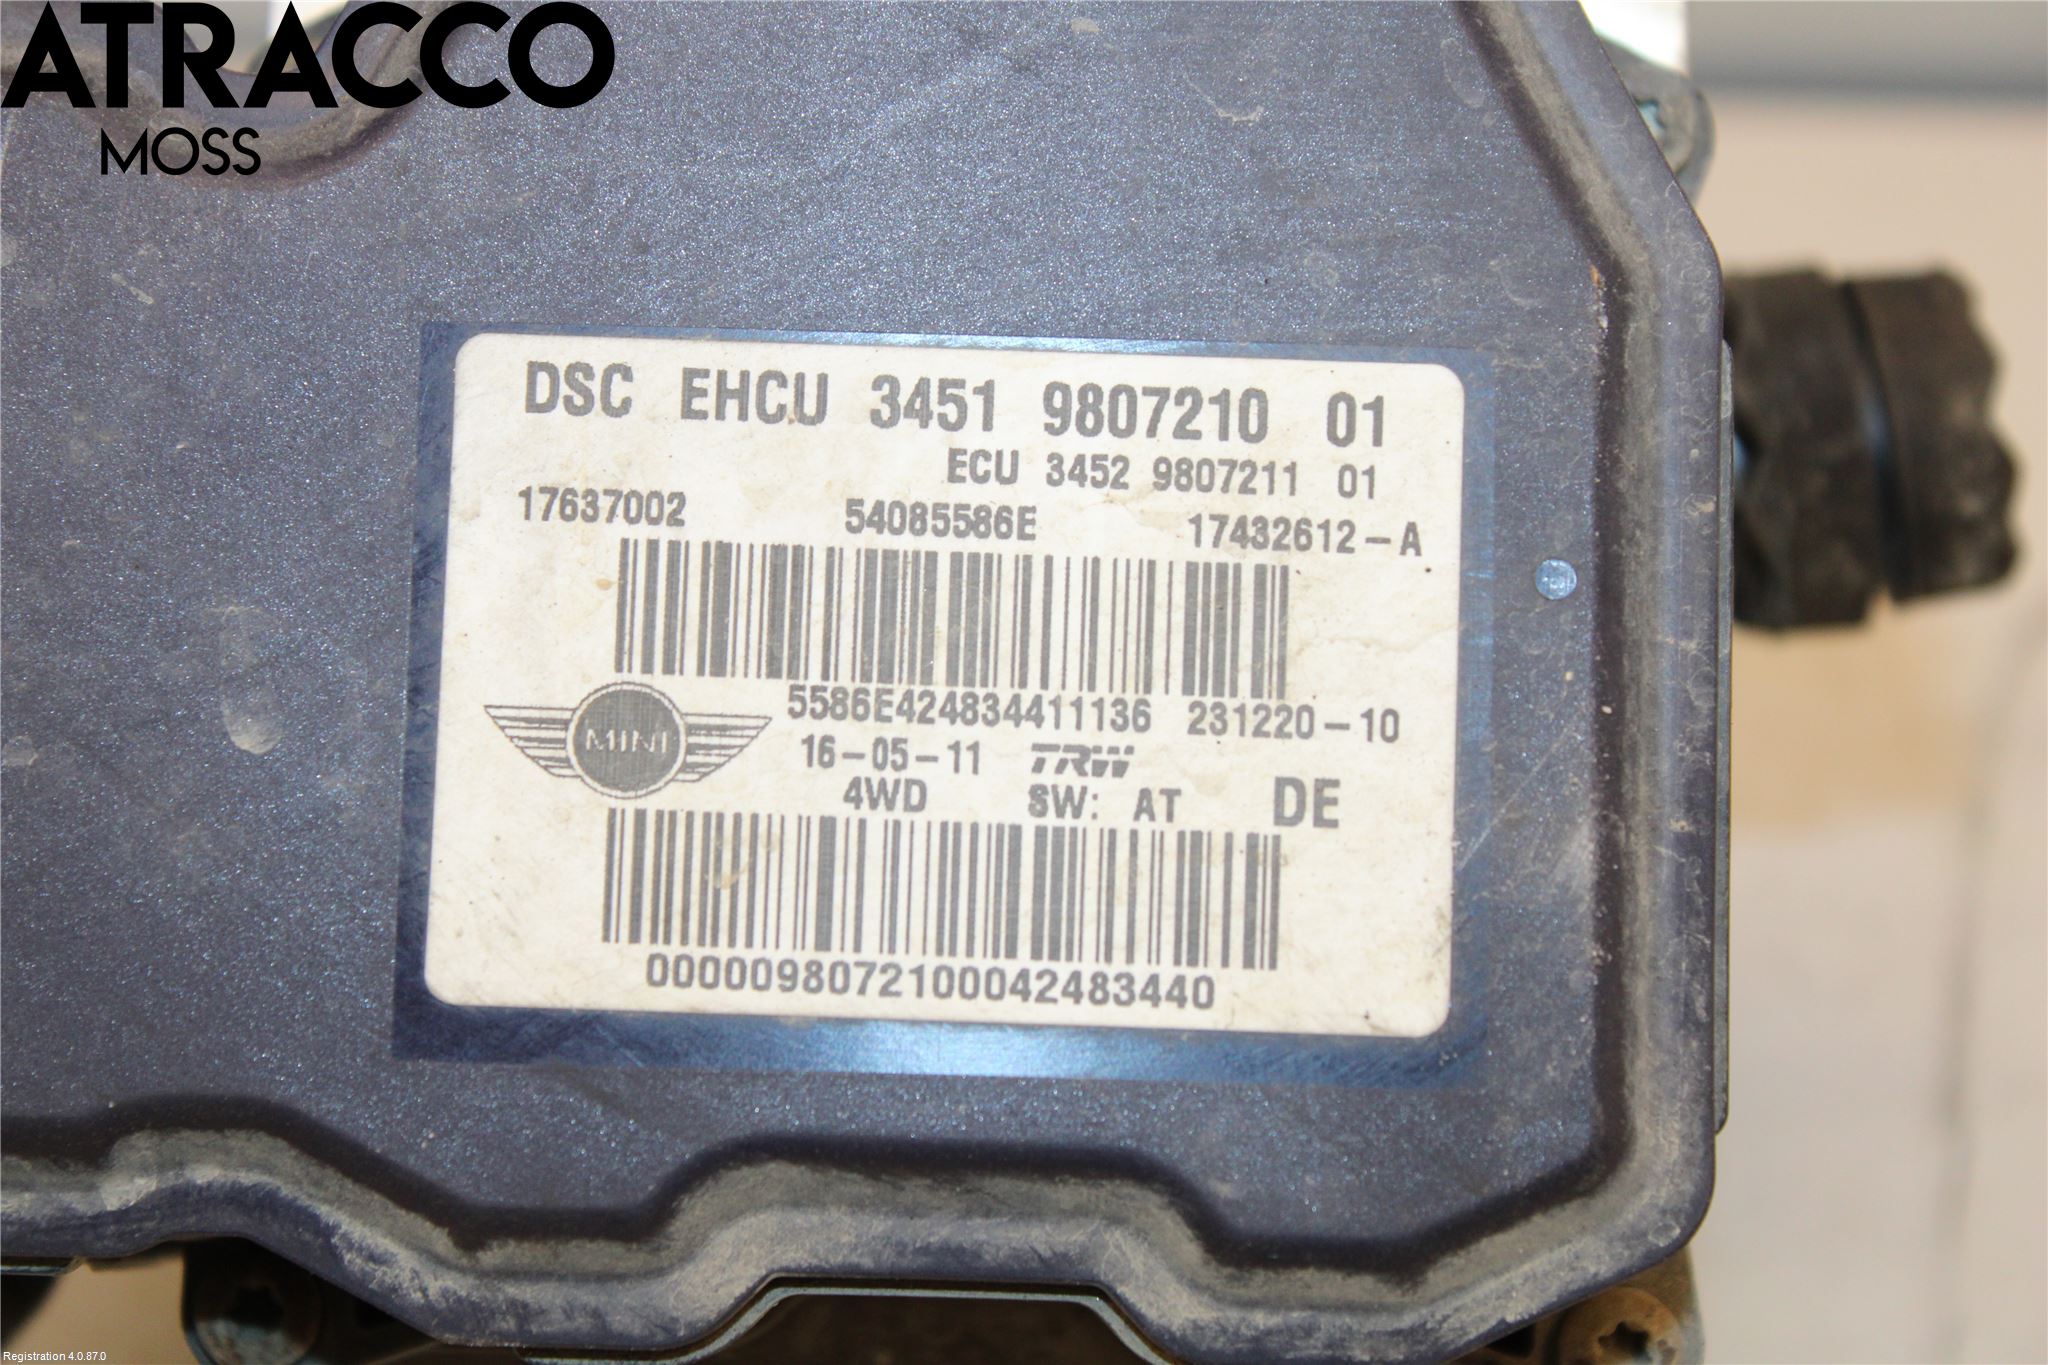 ATRACCO
MOSS
DSC EHCU 3451 9807210 01
ECU 3452 9807211 01
17637002 54085586E 17432612-A
5586E424834411136 231220-10
MINI
16-05-11 TRW
4WD SW: AT DE
00000980721000042483440
Registration 4.0.87.0